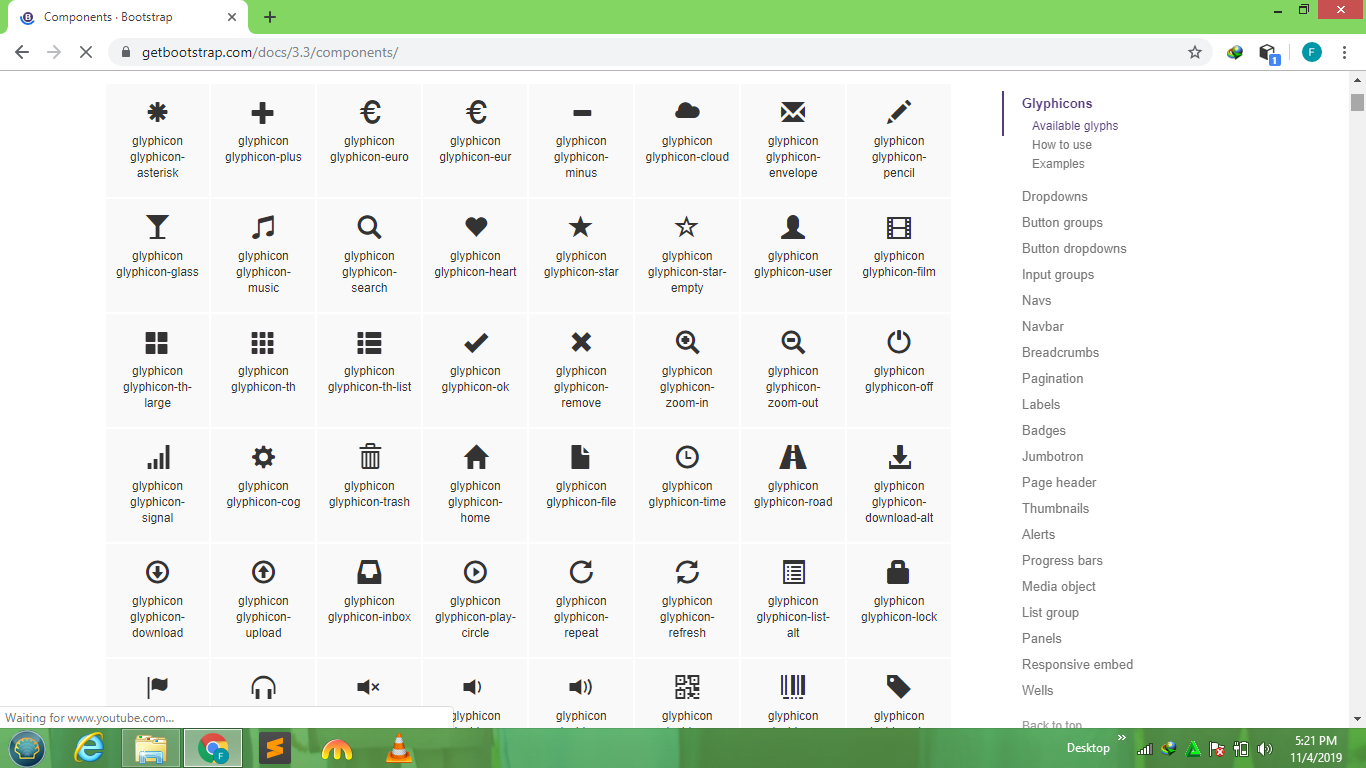 Components · Bootstrap
getbootstrap.com/docs/3.3/components/
1
F
glyphicon
glyphicon-
asterisk
glyphicon
glyphicon-plus
glyphicon
glyphicon-euro
glyphicon
glyphicon-eur
glyphicon
glyphicon-
minus
glyphicon
glyphicon-cloud
glyphicon
glyphicon-
envelope
glyphicon
glyphicon-
pencil
glyphicon
glyphicon-glass
glyphicon
glyphicon-
music
glyphicon
glyphicon-
search
glyphicon
glyphicon-heart
glyphicon
glyphicon-star
glyphicon
glyphicon-star-
empty
glyphicon
glyphicon-user
glyphicon
glyphicon-film
glyphicon
glyphicon-th-
large
glyphicon
glyphicon-th
glyphicon
glyphicon-th-list
glyphicon
glyphicon-ok
glyphicon
glyphicon-
remove
glyphicon
glyphicon-
zoom-in
glyphicon
glyphicon-
zoom-out
glyphicon
glyphicon-off
glyphicon
glyphicon-
signal
glyphicon
glyphicon-cog
glyphicon
glyphicon-trash
glyphicon
glyphicon-
home
glyphicon
glyphicon-file
glyphicon
glyphicon-time
glyphicon
glyphicon-road
glyphicon
glyphicon-
download-alt
glyphicon
glyphicon-
download
glyphicon
glyphicon-
upload
glyphicon
glyphicon-inbox
glyphicon
glyphicon-play-
circle
glyphicon
glyphicon-
repeat
glyphicon
glyphicon-
refresh
glyphicon
glyphicon-list-
alt
glyphicon
glyphicon-lock
glyphicon
glyphicon
glyphicon
glyphicon
glyphicon
Glyphicons
Available glyphs
How to use
Examples
Dropdowns
Button groups
Button dropdowns
Input groups
Navs
Navbar
Breadcrumbs
Pagination
Labels
Badges
Jumbotron
Page header
Thumbnails
Alerts
Progress bars
Media object
List group
Panels
Responsive embed
Wells
Back to top
Waiting for www.youtube.com...
Desktop
5:21 PM
11/4/2019